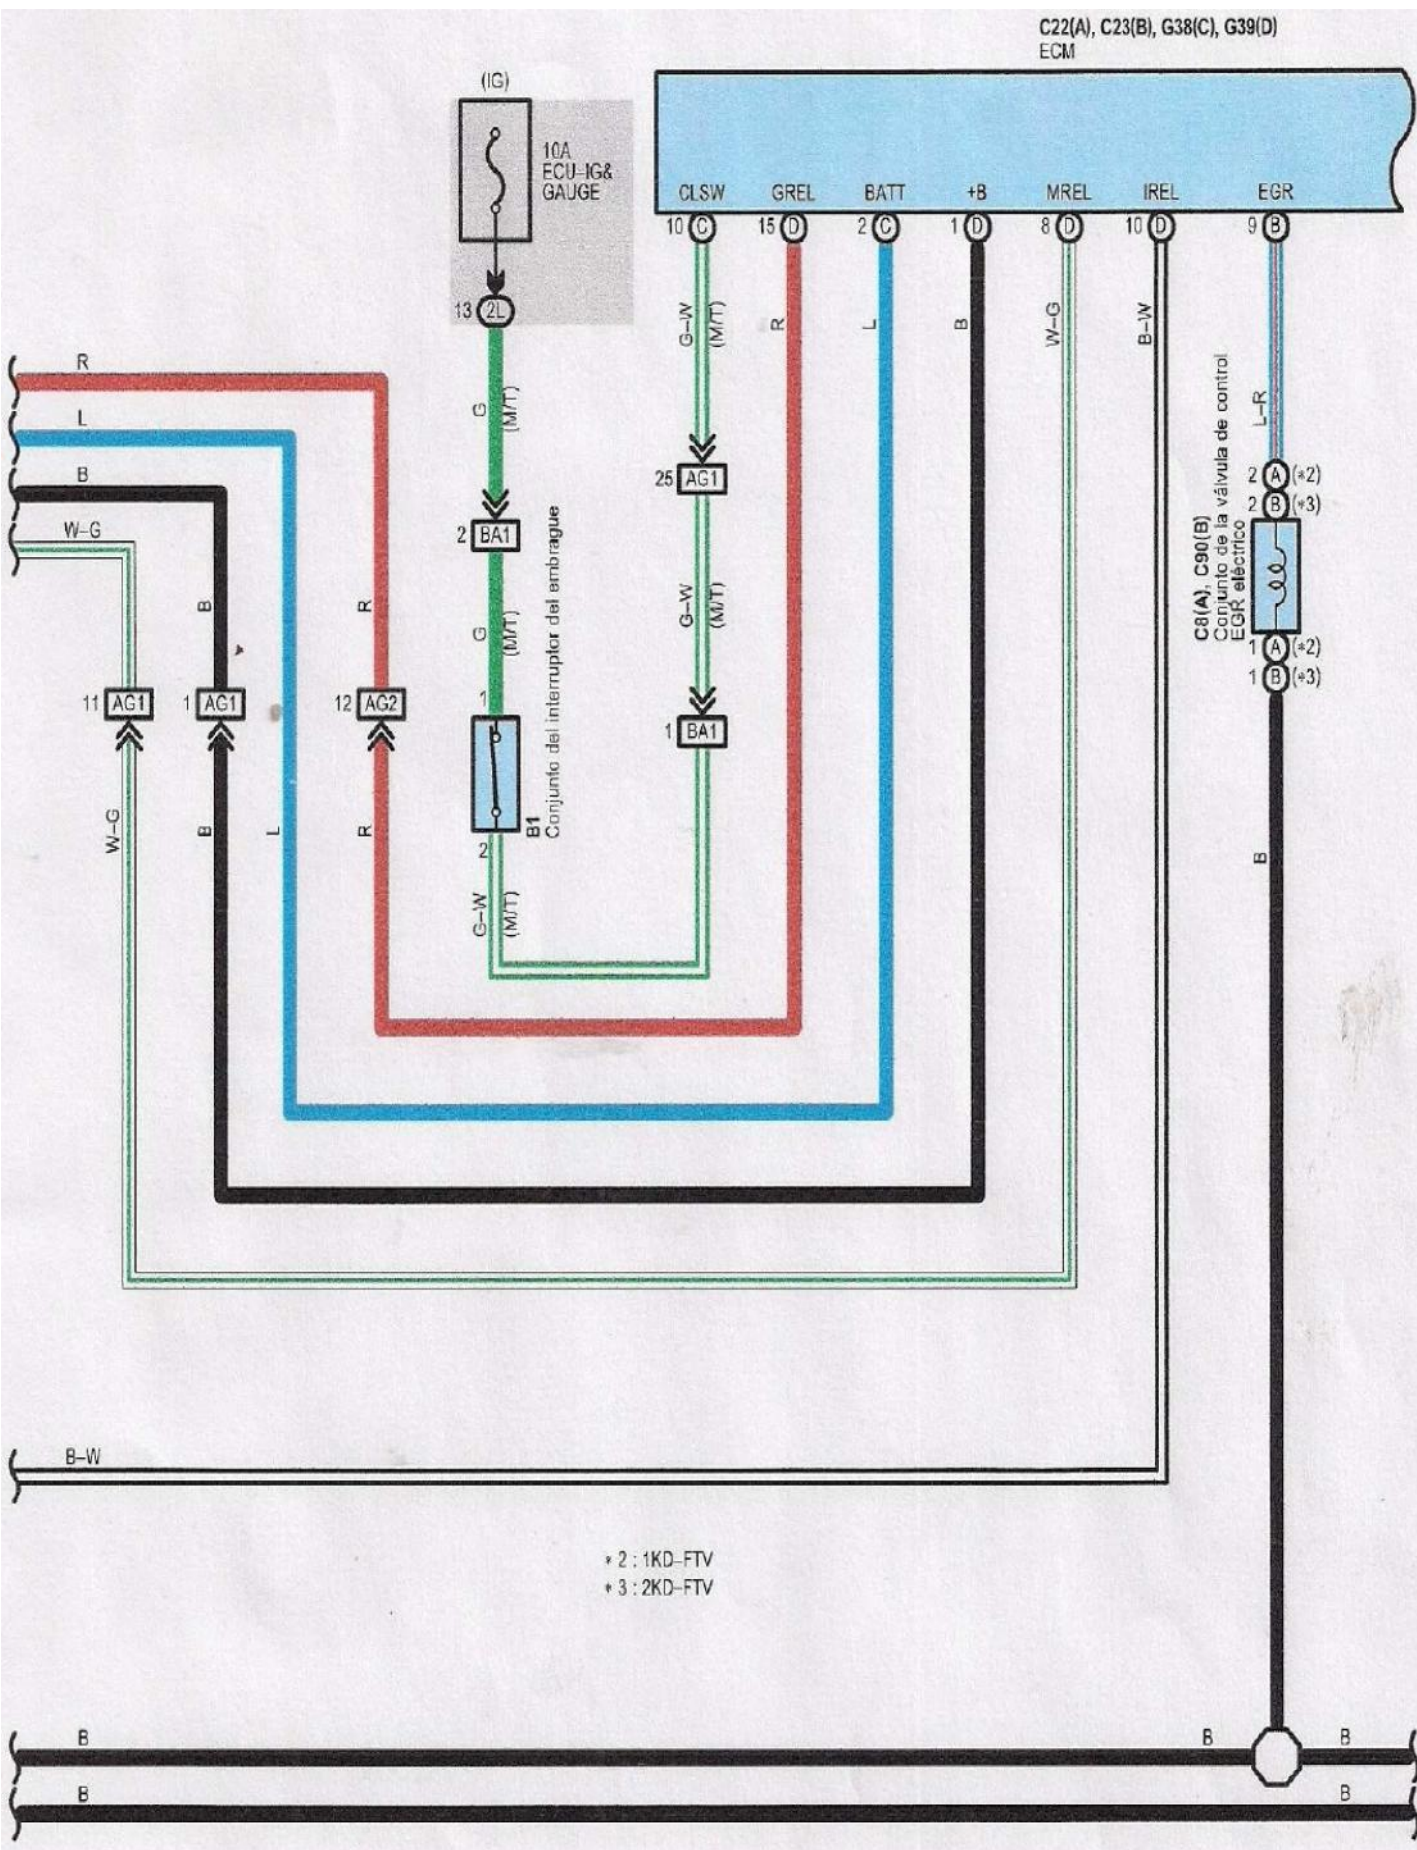 C22(A), C23(B), G38(C), G39(D)
ECM
(IG)
10A
ECU-IG&
GAUGE
13 2L
CLSW GREL BATT +B MREL IREL EGR
10 C 15 D 2 C 1 D 8 D 10 D 9 B
G-W
(M/T)
R
L
B
W-G
B-W
L-R
R
L
B
W-G
G
(M/T)
2 BA1
G
(M/T)
25 AG1
G-W
(M/T)
1 BA1
2 A (*2)
2 B (*3)
C8(A), C90(B)
Conjunto de la válvula de control
EGR eléctrico
1 A (*2)
1 B (*3)
B
R
11 AG1
1 AG1
12 AG2
1
B1
Conjunto del interruptor del embrague
2
W-G
B
L
R
G-W
(M/T)
B
B-W
* 2 : 1KD-FTV
* 3 : 2KD-FTV
B B B
B B